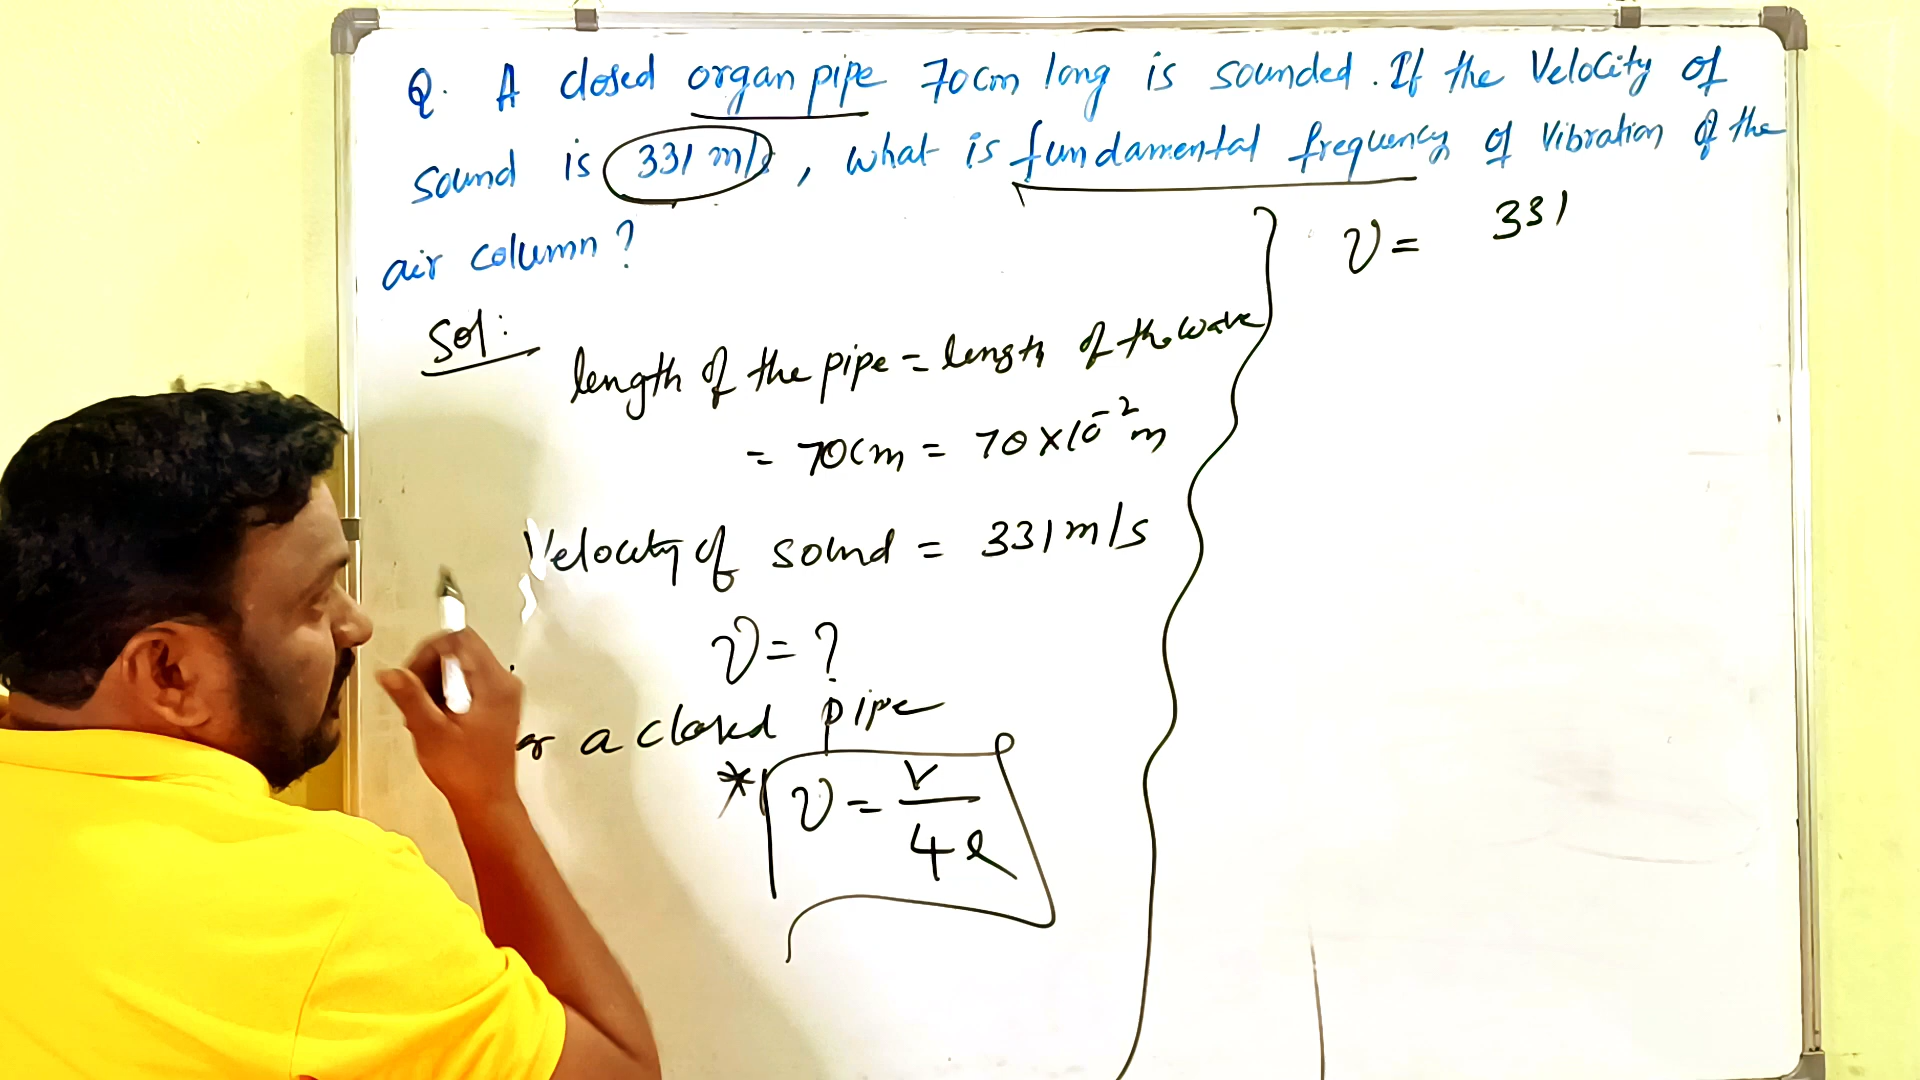 Q. A closed organ pipe 70cm long is sounded. If the Velocity of
sound is 331 m/s, what is fundamental frequency of Vibration of the
air column?
Sol:
length of the pipe = length of the wave
= 70cm = 70×10⁻² m
Velocity of sound = 331 m/s
ν = ?
a closed pipe
* ν = v/4l
ν = 331